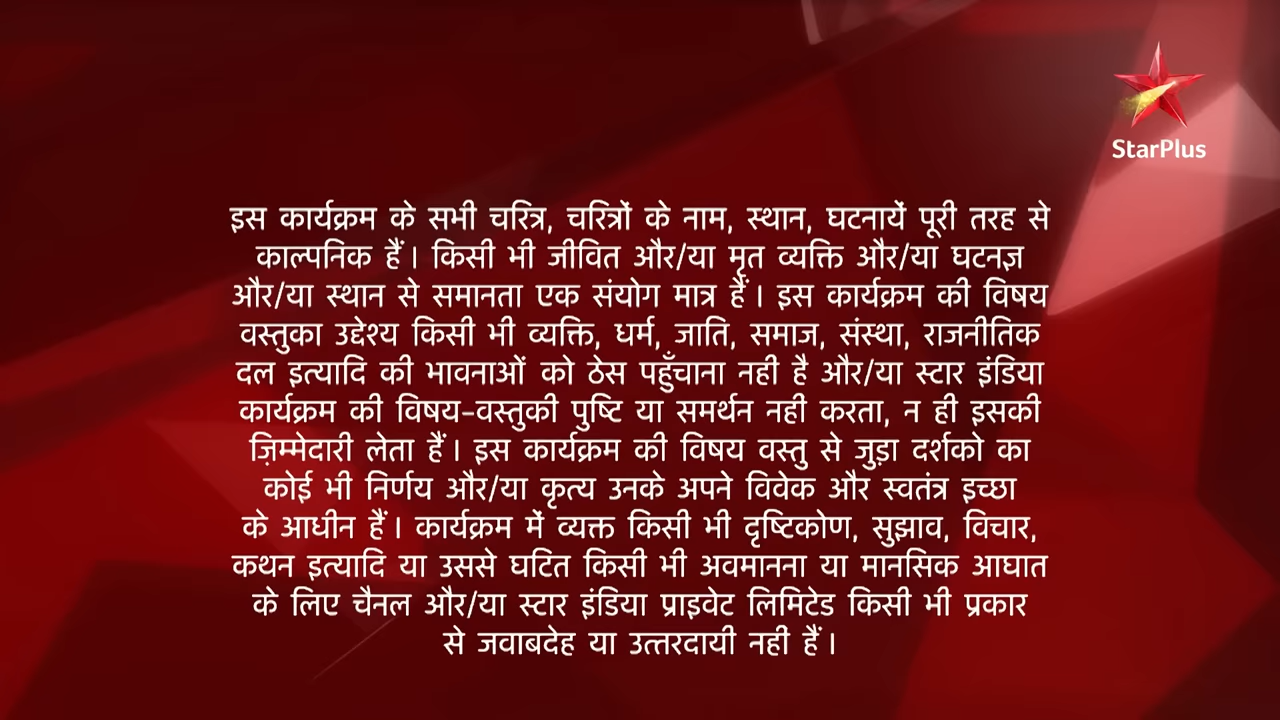 StarPlus
इस कार्यक्रम के सभी चरित्र, चरित्रों के नाम, स्थान, घटनायें पूरी तरह से
काल्पनिक हैं। किसी भी जीवित और/या मृत व्यक्ति और/या घटनज्ञ
और/या स्थान से समानता एक संयोग मात्र हैं। इस कार्यक्रम की विषय
वस्तुका उद्देश्य किसी भी व्यक्ति, धर्म, जाति, समाज, संस्था, राजनीतिक
दल इत्यादि की भावनाओं को ठेस पहुँचाना नही है और/या स्टार इंडिया
कार्यक्रम की विषय-वस्तुकी पुष्टि या समर्थन नही करता, न ही इसकी
ज़िम्मेदारी लेता हैं। इस कार्यक्रम की विषय वस्तु से जुड़ा दर्शको का
कोई भी निर्णय और/या कृत्य उनके अपने विवेक और स्वतंत्र इच्छा
के आधीन हैं। कार्यक्रम में व्यक्त किसी भी दृष्टिकोण, सुझाव, विचार,
कथन इत्यादि या उससे घटित किसी भी अवमानना या मानसिक आघात
के लिए चैनल और/या स्टार इंडिया प्राइवेट लिमिटेड किसी भी प्रकार
से जवाबदेह या उत्तरदायी नही हैं।